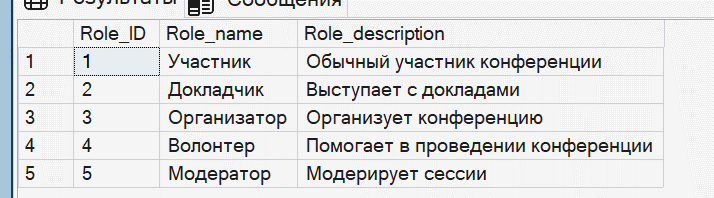 Результаты Сообщения
Role_ID Role_name Role_description
1 1 Участник Обычный участник конференции
2 2 Докладчик Выступает с докладами
3 3 Организатор Организует конференцию
4 4 Волонтер Помогает в проведении конференции
5 5 Модератор Модерирует сессии